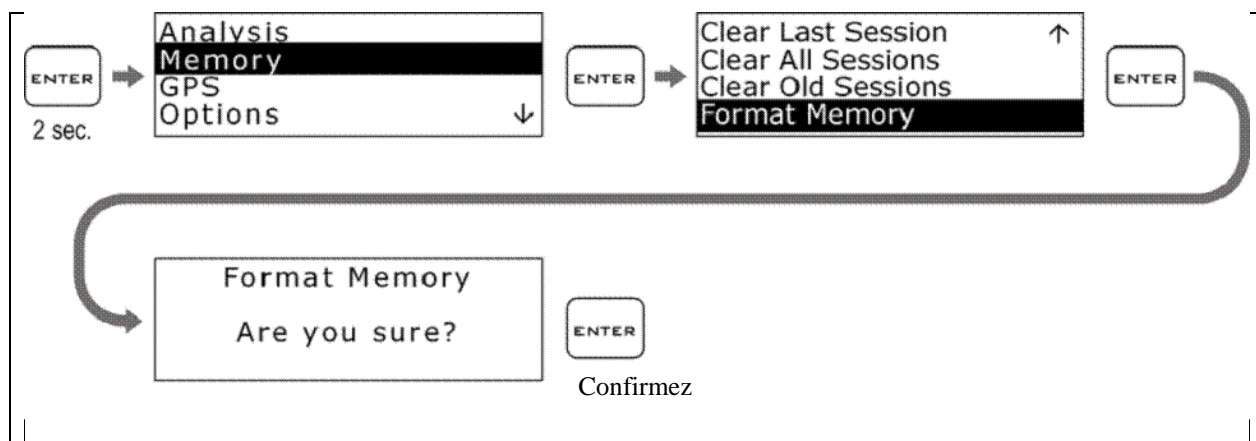 ENTER
2 sec.
Analysis
Memory
GPS
Options ↓
ENTER
Clear Last Session ↑
Clear All Sessions
Clear Old Sessions
Format Memory
ENTER
Format Memory
Are you sure?
ENTER
Confirmez